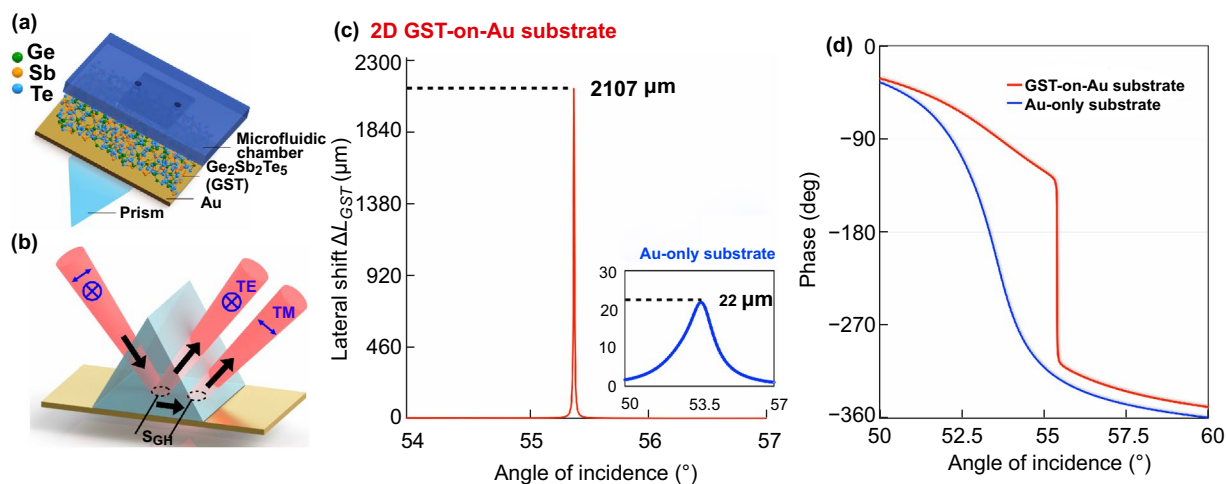 (a)
Ge
Sb
Te
Microfluidic
chamber
Ge2Sb2Te5
(GST)
Au
Prism
(b)
TE
TM
SGH
(c) 2D GST-on-Au substrate
Lateral shift ΔLGST (μm)
2300
1840
1380
920
460
0
2107 μm
54
55
56
57
Angle of incidence (°)
Au-only substrate
30
20
10
0
22 μm
50
53.5
57
(d)
Phase (deg)
0
−90
−180
−270
−360
GST-on-Au substrate
Au-only substrate
50
52.5
55
57.5
60
Angle of incidence (°)